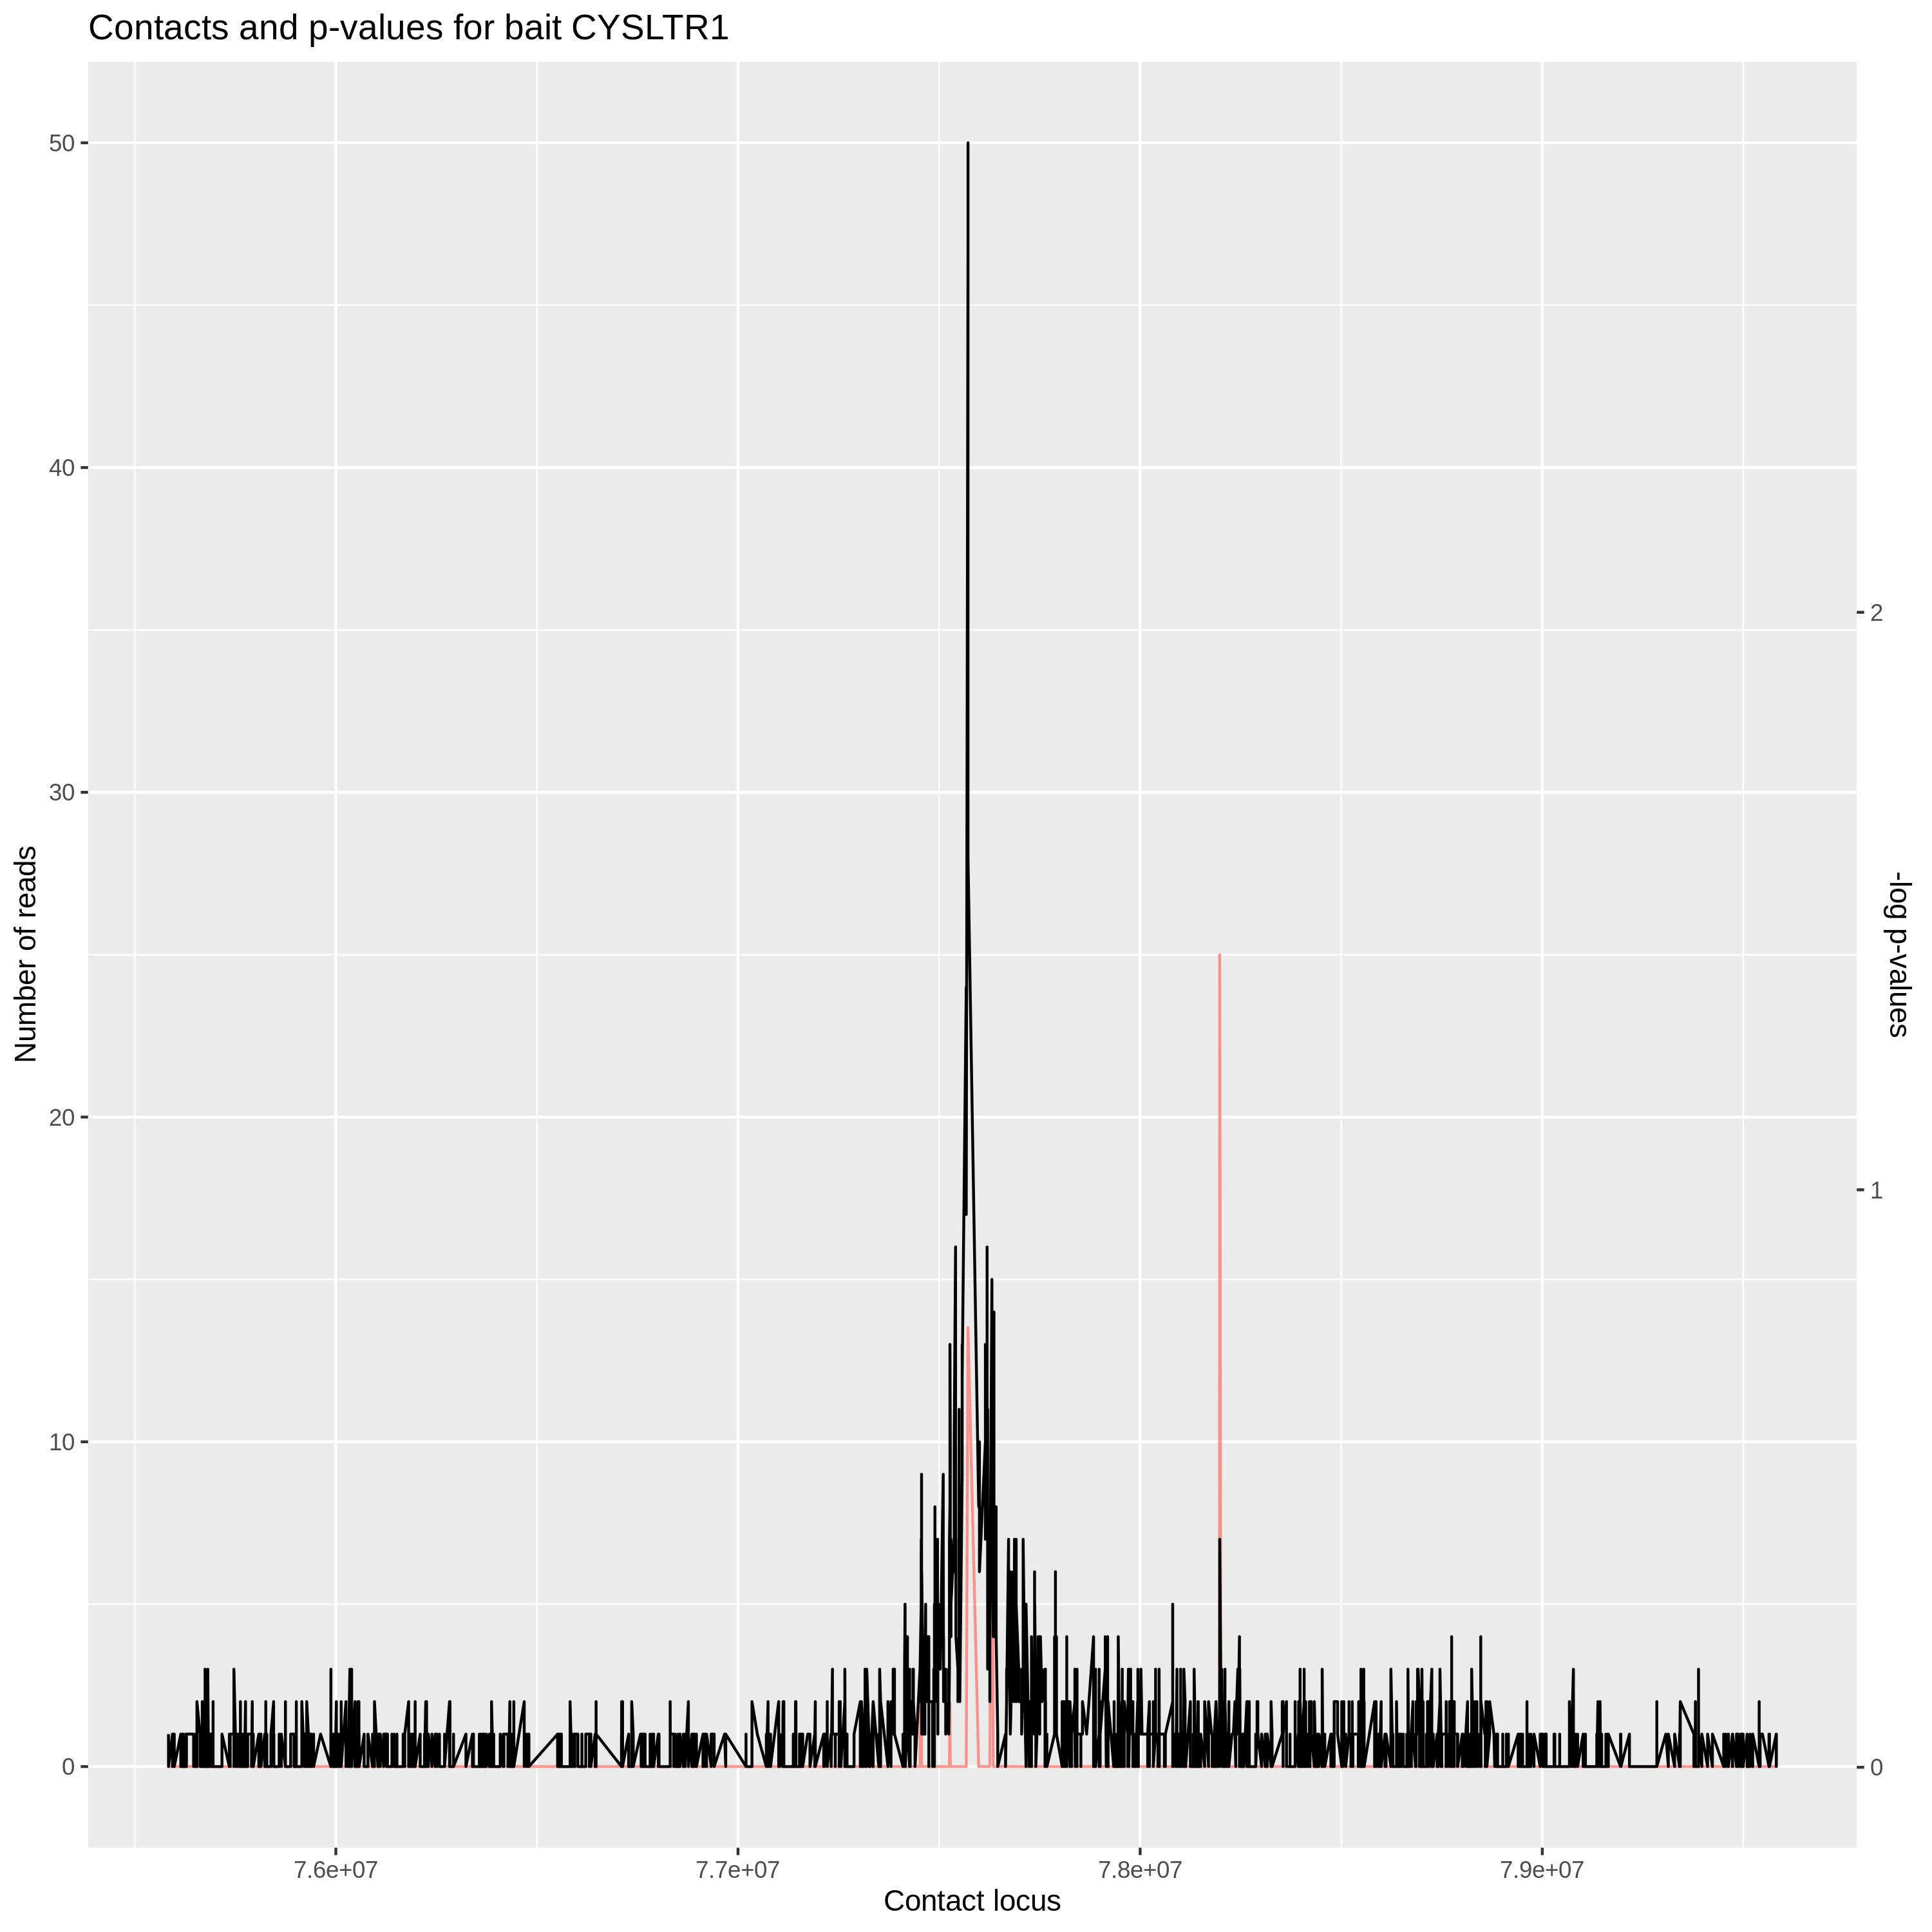 Contacts and p-values for bait CYSLTR1
50
40
30
20
10
0
Number of reads
2
1
0
-log p-values
7.6e+07
7.7e+07
7.8e+07
7.9e+07
Contact locus